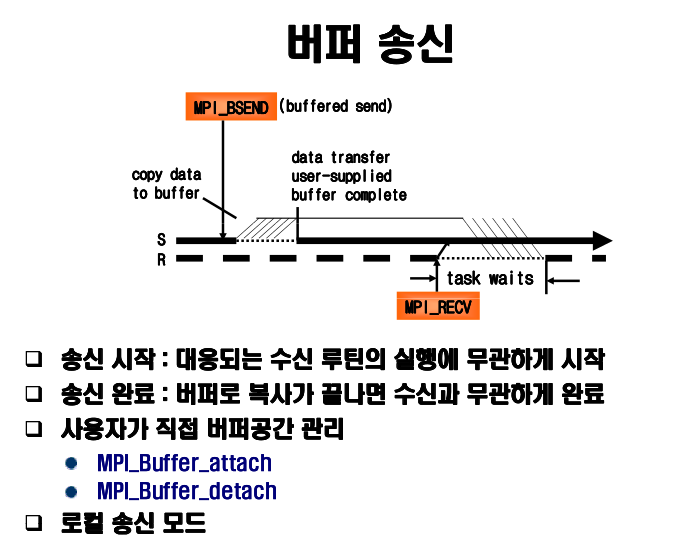 버퍼 송신
MPI_BSEND (buffered send)
copy data
to buffer
data transfer
user-supplied
buffer complete
S
R
task waits
MPI_RECV
❑ 송신 시작 : 대응되는 수신 루틴의 실행에 무관하게 시작
❑ 송신 완료 : 버퍼로 복사가 끝나면 수신과 무관하게 완료
❑ 사용자가 직접 버퍼공간 관리
● MPI_Buffer_attach
● MPI_Buffer_detach
❑ 로컬 송신 모드